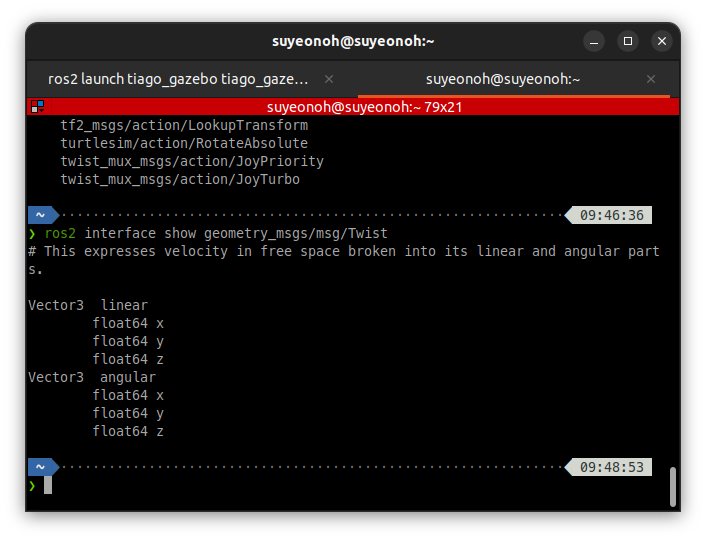 suyeonoh@suyeonoh:~
ros2 launch tiago_gazebo tiago_gaze... × suyeonoh@suyeonoh:~ ×
suyeonoh@suyeonoh:~ 79x21
tf2_msgs/action/LookupTransform
turtlesim/action/RotateAbsolute
twist_mux_msgs/action/JoyPriority
twist_mux_msgs/action/JoyTurbo
~ 09:46:36
❯ ros2 interface show geometry_msgs/msg/Twist
# This expresses velocity in free space broken into its linear and angular part
s.
Vector3  linear
        float64 x
        float64 y
        float64 z
Vector3  angular
        float64 x
        float64 y
        float64 z
~ 09:48:53
❯